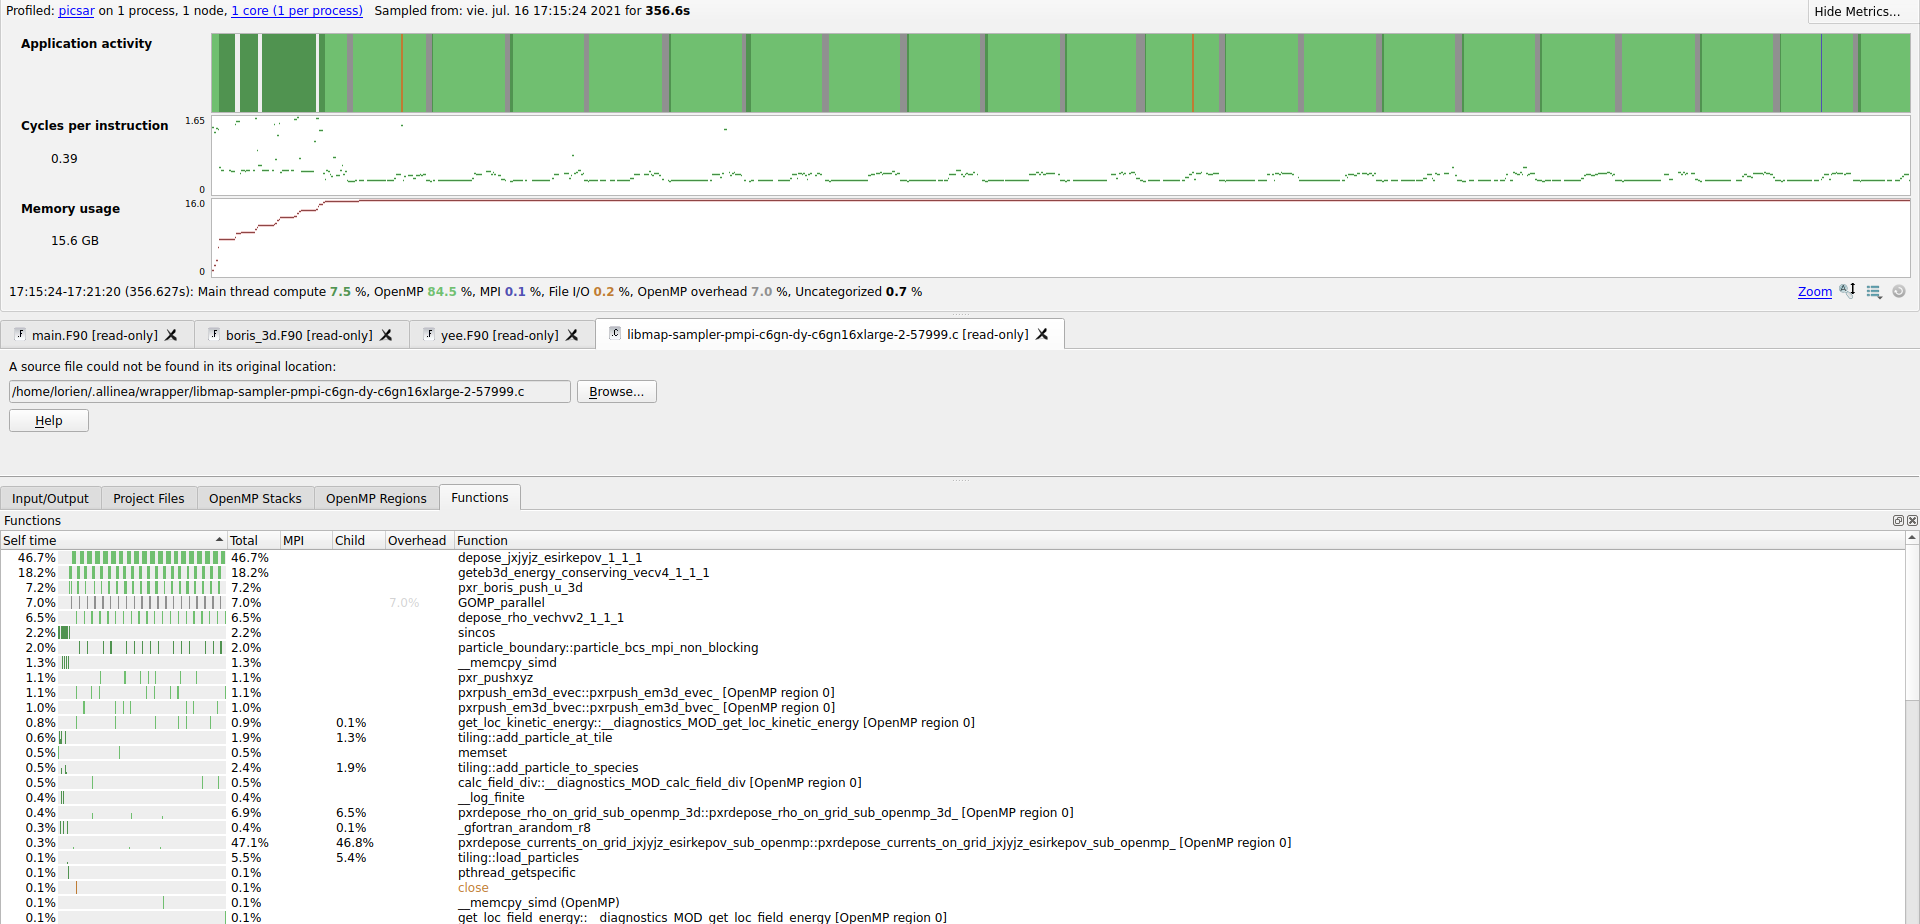 Profiled: picsar on 1 process, 1 node, 1 core (1 per process) Sampled from: vie. jul. 16 17:15:24 2021 for 356.6s
Hide Metrics...
Application activity
Cycles per instruction 1.65
0.39
0
Memory usage 16.0
15.6 GB
0
17:15:24-17:21:20 (356.627s): Main thread compute 7.5 %, OpenMP 84.5 %, MPI 0.1 %, File I/O 0.2 %, OpenMP overhead 7.0 %, Uncategorized 0.7 %
Zoom
main.F90 [read-only] boris_3d.F90 [read-only] yee.F90 [read-only] libmap-sampler-pmpi-c6gn-dy-c6gn16xlarge-2-57999.c [read-only]
A source file could not be found in its original location:
/home/lorien/.allinea/wrapper/libmap-sampler-pmpi-c6gn-dy-c6gn16xlarge-2-57999.c Browse...
Help
Input/Output Project Files OpenMP Stacks OpenMP Regions Functions
Functions
Self time Total MPI Child Overhead Function
46.7% 46.7% depose_jxjyjz_esirkepov_1_1_1
18.2% 18.2% geteb3d_energy_conserving_vecv4_1_1_1
7.2% 7.2% pxr_boris_push_u_3d
7.0% 7.0% 7.0% GOMP_parallel
6.5% 6.5% depose_rho_vechvv2_1_1_1
2.2% 2.2% sincos
2.0% 2.0% particle_boundary::particle_bcs_mpi_non_blocking
1.3% 1.3% __memcpy_simd
1.1% 1.1% pxr_pushxyz
1.1% 1.1% pxrpush_em3d_evec::pxrpush_em3d_evec_ [OpenMP region 0]
1.0% 1.0% pxrpush_em3d_bvec::pxrpush_em3d_bvec_ [OpenMP region 0]
0.8% 0.9% 0.1% get_loc_kinetic_energy::__diagnostics_MOD_get_loc_kinetic_energy [OpenMP region 0]
0.6% 1.9% 1.3% tiling::add_particle_at_tile
0.5% 0.5% memset
0.5% 2.4% 1.9% tiling::add_particle_to_species
0.5% 0.5% calc_field_div::__diagnostics_MOD_calc_field_div [OpenMP region 0]
0.4% 0.4% __log_finite
0.4% 6.9% 6.5% pxrdepose_rho_on_grid_sub_openmp_3d::pxrdepose_rho_on_grid_sub_openmp_3d_ [OpenMP region 0]
0.3% 0.4% 0.1% _gfortran_arandom_r8
0.3% 47.1% 46.8% pxrdepose_currents_on_grid_jxjyjz_esirkepov_sub_openmp::pxrdepose_currents_on_grid_jxjyjz_esirkepov_sub_openmp_ [OpenMP region 0]
0.1% 5.5% 5.4% tiling::load_particles
0.1% 0.1% pthread_getspecific
0.1% 0.1% close
0.1% 0.1% __memcpy_simd (OpenMP)
0.1% 0.1% get_loc_field_energy::__diagnostics_MOD_get_loc_field_energy [OpenMP region 0]